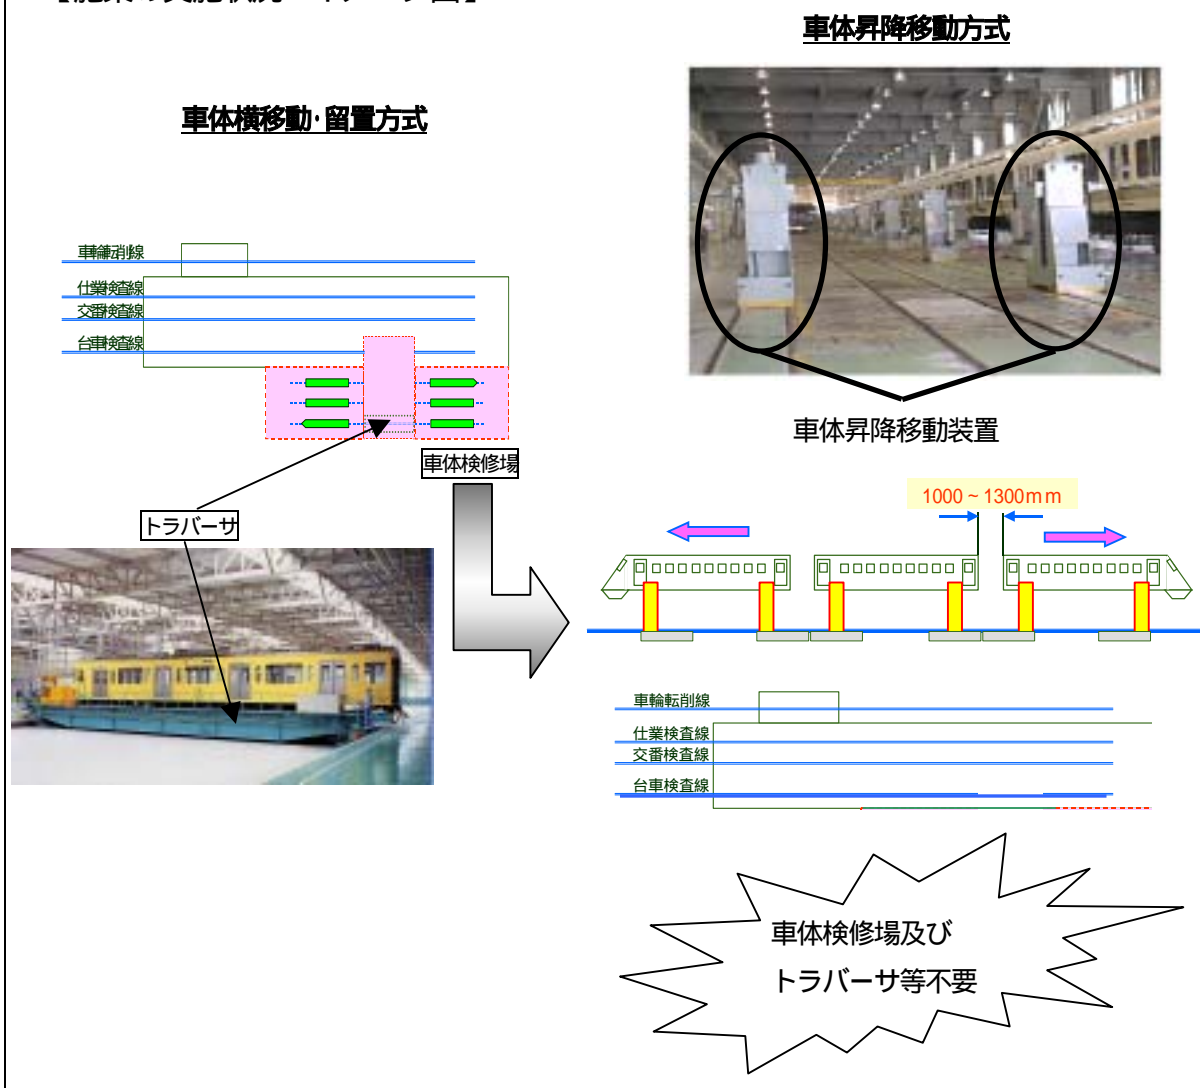 車体昇降移動方式
車体横移動・留置方式
車輪転削線
仕業検査線
交番検査線
台車検査線
車体検修場
トラバーサ
車体昇降移動装置
1000～1300mm
車輪転削線
仕業検査線
交番検査線
台車検査線
車体検修場及び
トラバーサ等不要